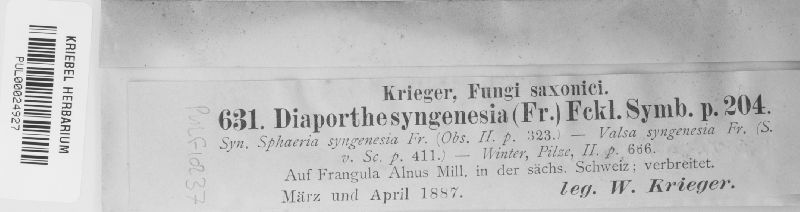 KRIEBEL HERBARIUM
PUL00024927
PULF10237
Krieger, Fungi saxonici.
631. Diaporthe syngenesia (Fr.) Fckl. Symb. p. 204.
Syn. Sphaeria syngenesia Fr. (Obs. II. p. 323.) — Valsa syngenesia Fr. (S.
v. Sc. p. 411.) — Winter, Pilze, II. p. 666.
Auf Frangula Alnus Mill. in der sächs. Schweiz; verbreitet.
März und April 1887.
leg. W. Krieger.